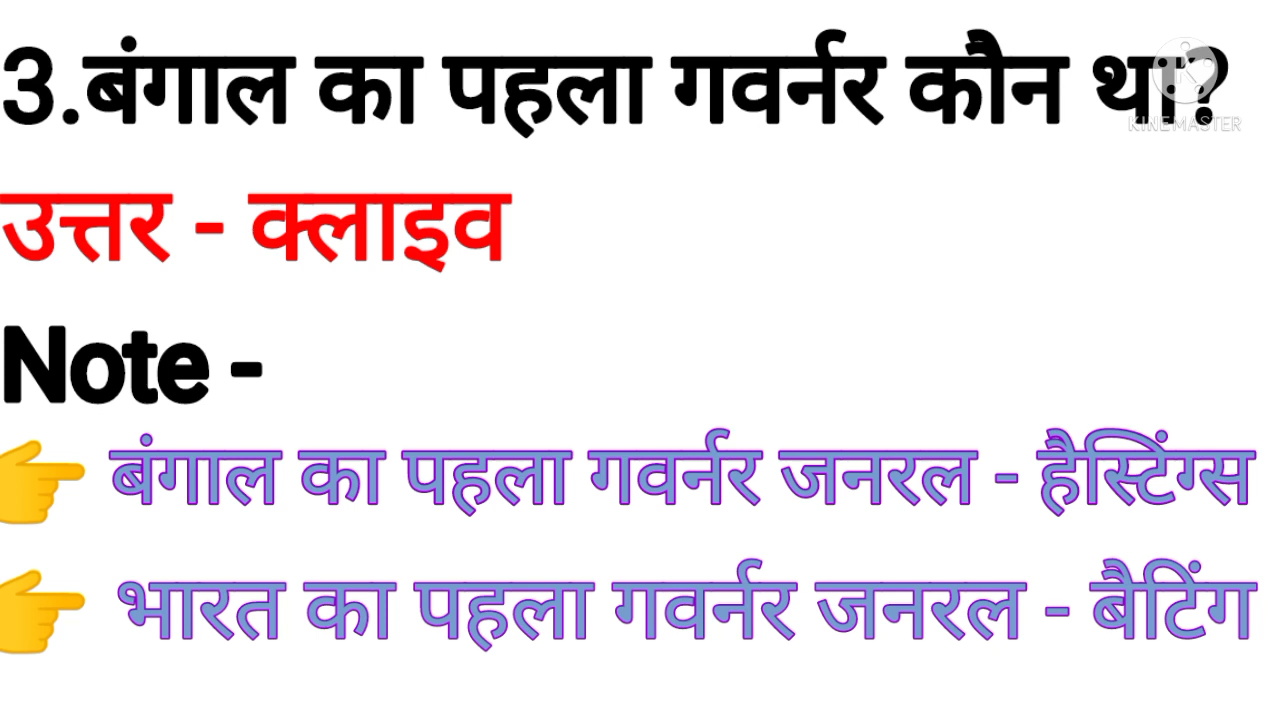 3.बंगाल का पहला गवर्नर कौन था?
KINEMASTER
उत्तर - क्लाइव
Note -
👉 बंगाल का पहला गवर्नर जनरल - हैस्टिंग्स
👉 भारत का पहला गवर्नर जनरल - बैटिंग